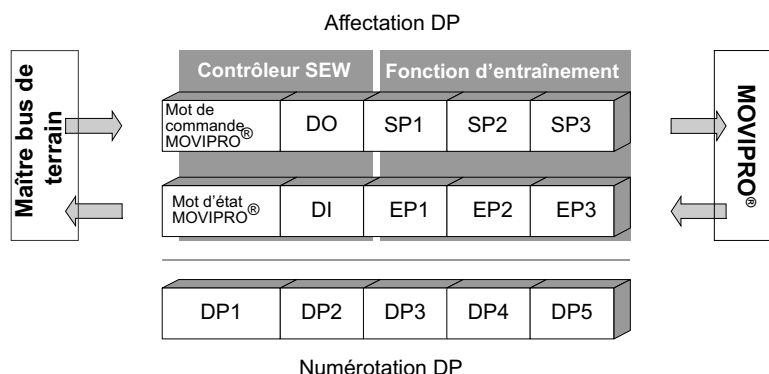 Affectation DP
Contrôleur SEW
Fonction d'entraînement
Maître bus de
terrain
Mot de
commande
MOVIPRO®
DO
SP1
SP2
SP3
MOVIPRO®
Mot d'état
MOVIPRO®
DI
EP1
EP2
EP3
DP1
DP2
DP3
DP4
DP5
Numérotation DP